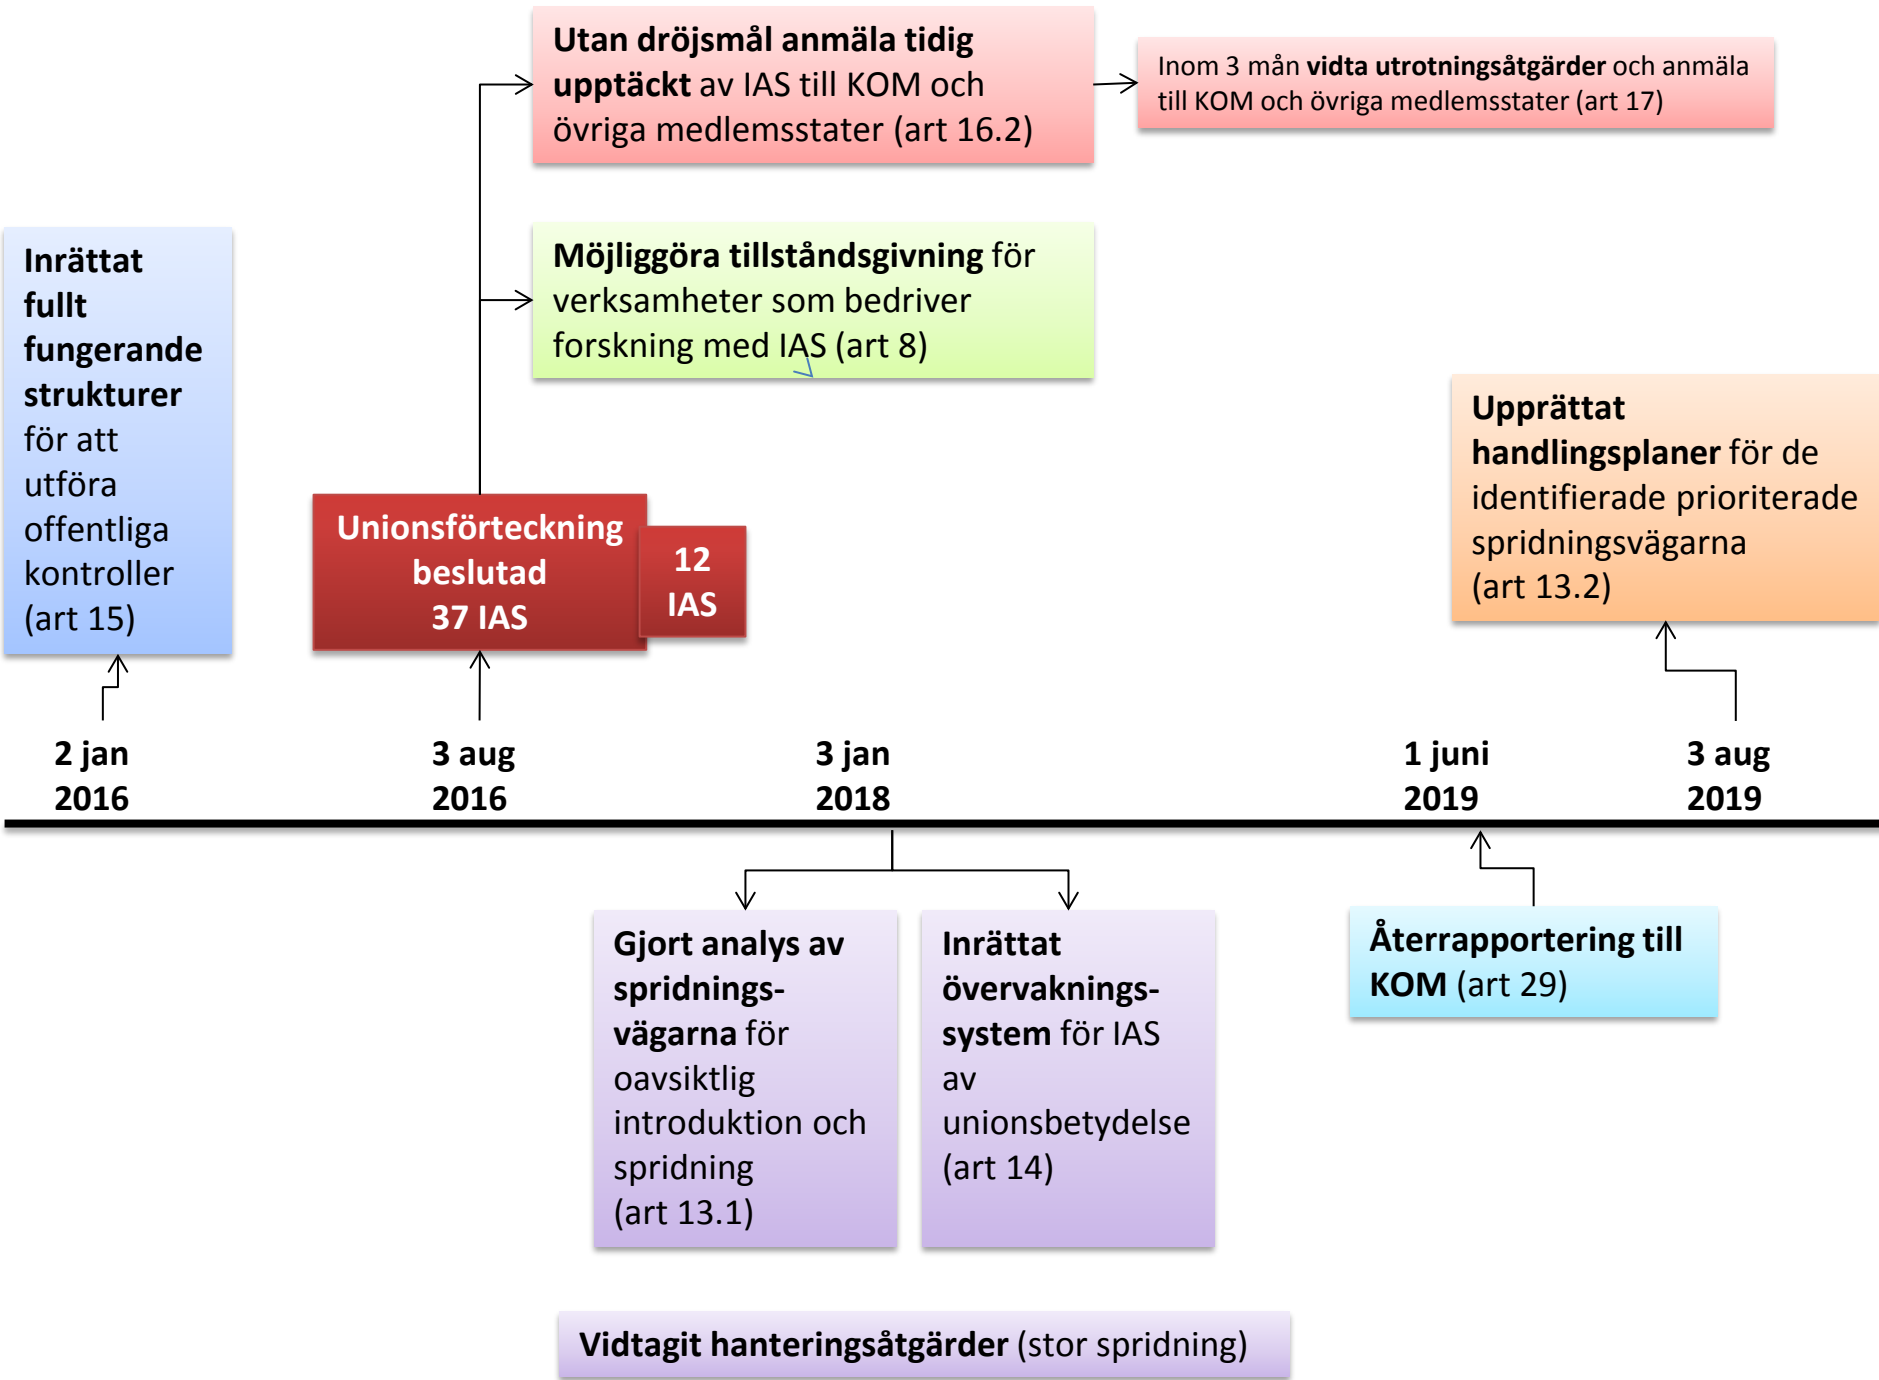 Utan dröjsmål anmäla tidig
upptäckt av IAS till KOM och
övriga medlemsstater (art 16.2)
Inom 3 mån vidta utrotningsåtgärder och anmäla
till KOM och övriga medlemsstater (art 17)
Möjliggöra tillståndsgivning för
verksamheter som bedriver
forskning med IAS (art 8)
Inrättat
fullt
fungerande
strukturer
för att
utföra
offentliga
kontroller
(art 15)
Unionsförteckning
beslutad
37 IAS
12
IAS
Upprättat
handlingsplaner för de
identifierade prioriterade
spridningsvägarna
(art 13.2)
2 jan
2016
3 aug
2016
3 jan
2018
1 juni
2019
3 aug
2019
Gjort analys av
spridnings-
vägarna för
oavsiktlig
introduktion och
spridning
(art 13.1)
Inrättat
övervaknings-
system för IAS
av
unionsbetydelse
(art 14)
Återrapportering till
KOM (art 29)
Vidtagit hanteringsåtgärder (stor spridning)